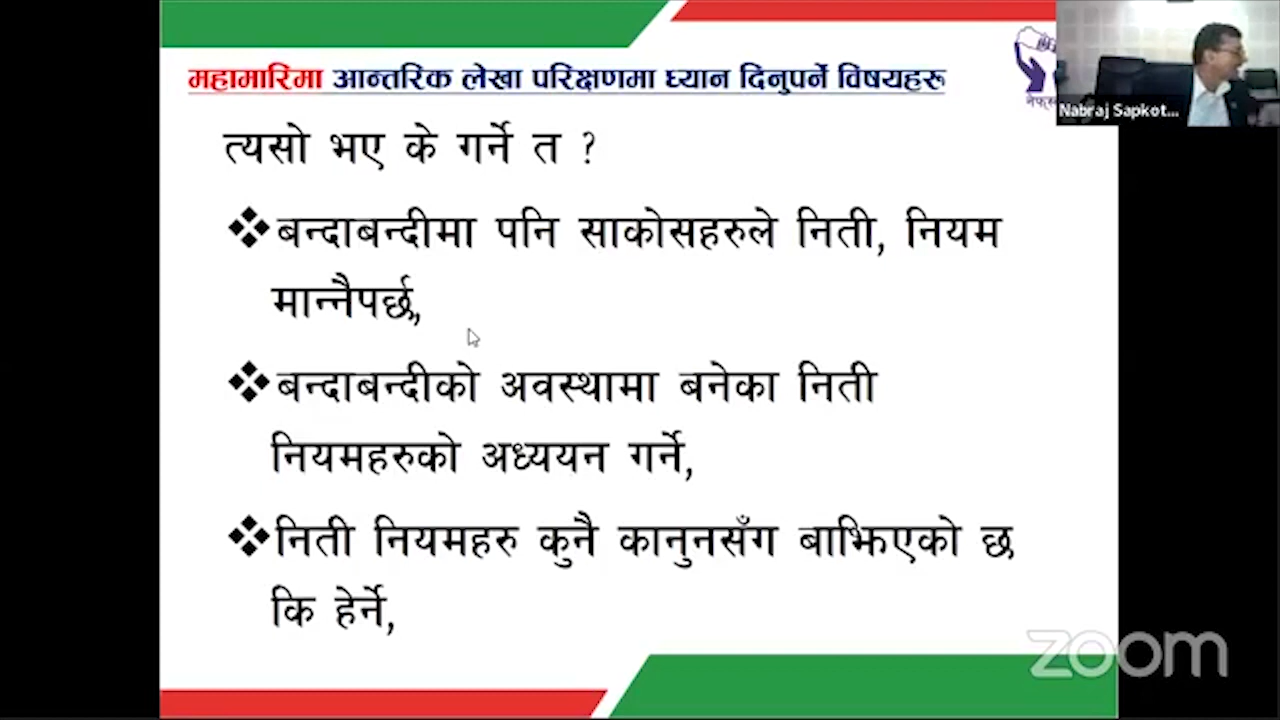 महामारिमा आन्तरिक लेखा परिक्षणमा ध्यान दिनुपर्ने विषयहरू
Nabraj Sapkot...
त्यसो भए के गर्ने त ?
बन्दाबन्दीमा पनि साकोसहरुले निती, नियम
मान्नैपर्छ,
बन्दाबन्दीको अवस्थामा बनेका निती
नियमहरुको अध्ययन गर्ने,
निती नियमहरु कुनै कानुनसँग बाझिएको छ
कि हेर्ने,
zoom